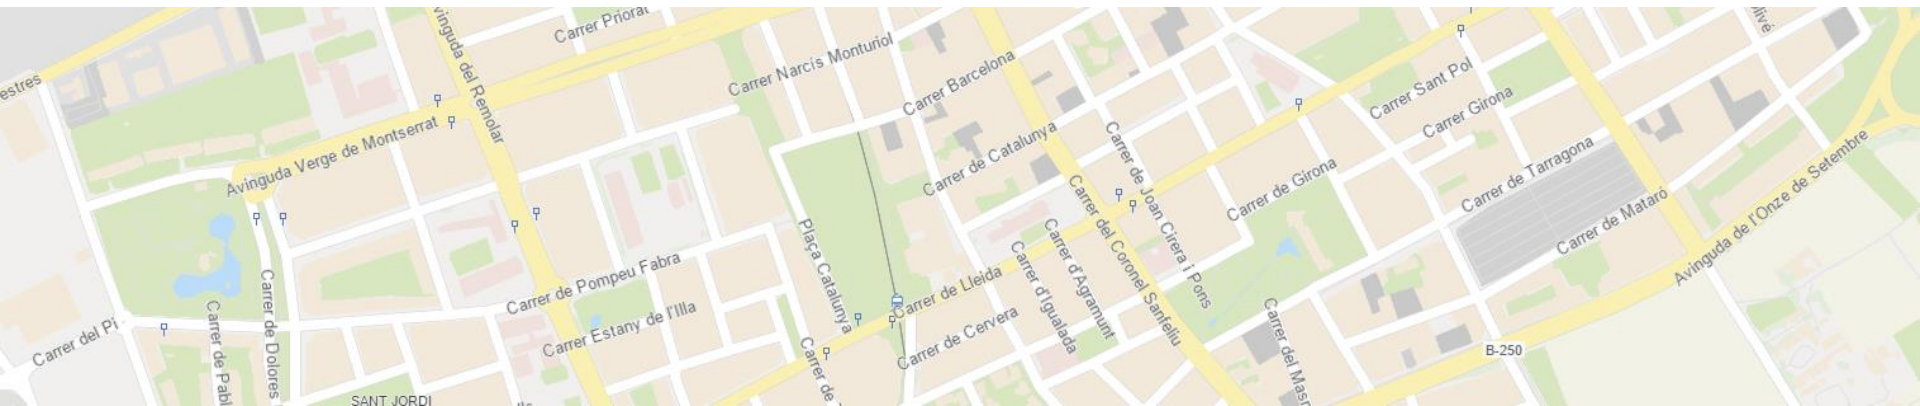 Carrer Priorat
Avinguda del Remolar
Carrer Narcís Monturiol
Carrer Barcelona
Carrer Sant Pol
Carrer Girona
Avinguda Verge de Montserrat
Carrer de Catalunya
Carrer de Joan Cirera i Pons
Carrer de Tarragona
Carrer de Girona
Carrer de Mataró
Avinguda de l'Onze de Setembre
Plaça Catalunya
Carrer de Pompeu Fabra
Carrer del Coronel Sanfeliu
Carrer d'Agramunt
Carrer d'Igualada
Carrer de Lleida
Carrer de Dolores
Carrer Estany de l'Illa
Carrer de Cervera
Carrer del Pi
Carrer de
B-250
SANT JORDI